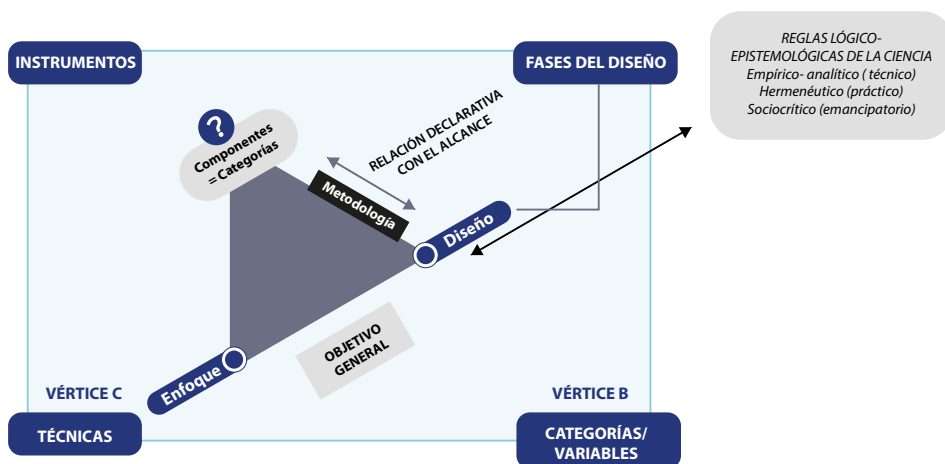 REGLAS LÓGICO-
EPISTEMOLÓGICAS DE LA CIENCIA
Empírico- analítico ( técnico)
Hermenéutico (práctico)
Sociocrítico (emancipatorio)
INSTRUMENTOS
FASES DEL DISEÑO
?
Componentes
= Categorías
RELACIÓN DECLARATIVA
CON EL ALCANCE
Metodología
Diseño
OBJETIVO
GENERAL
Enfoque
VÉRTICE C
VÉRTICE B
TÉCNICAS
CATEGORÍAS/
VARIABLES